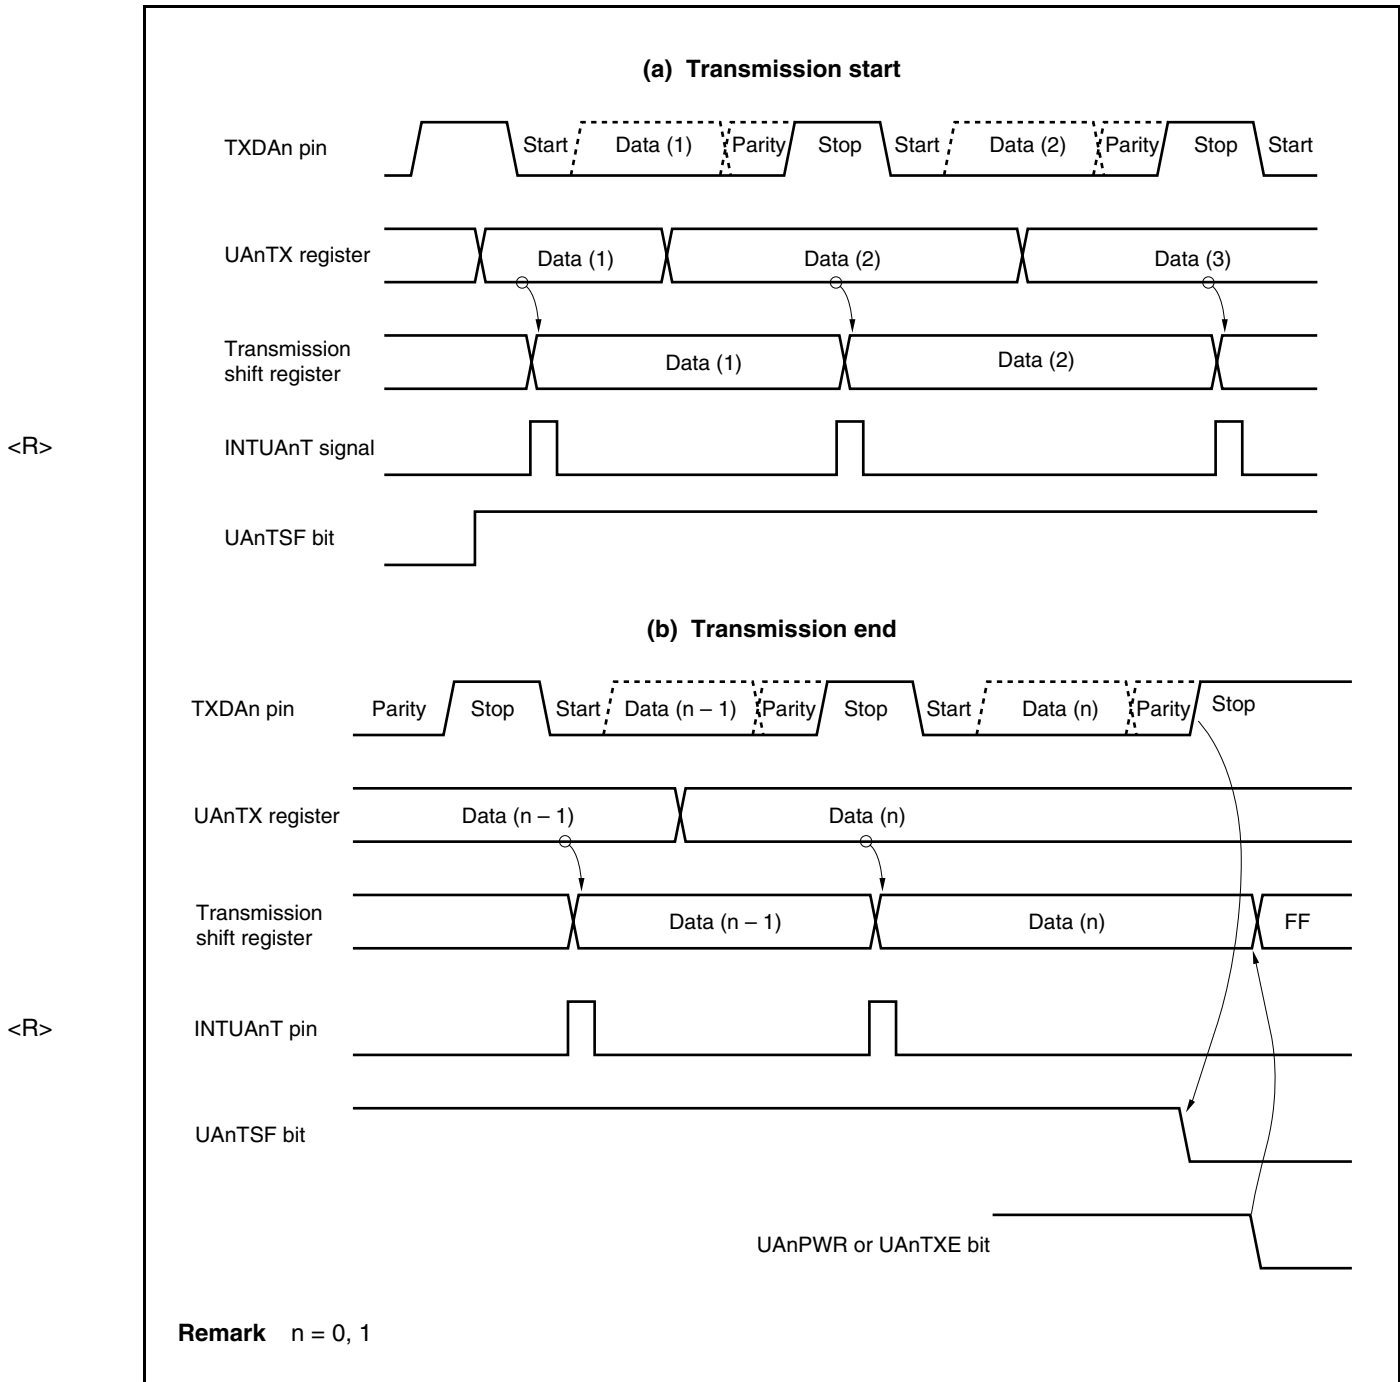 (a) Transmission start
TXDAn pin
Start Data (1) Parity Stop Start Data (2) Parity Stop Start
UAnTX register
Data (1) Data (2) Data (3)
Transmission
shift register
Data (1) Data (2)
<R>
INTUAnT signal
UAnTSF bit
(b) Transmission end
TXDAn pin
Parity Stop Start Data (n – 1) Parity Stop Start Data (n) Parity Stop
UAnTX register
Data (n – 1) Data (n)
Transmission
shift register
Data (n – 1) Data (n) FF
<R>
INTUAnT pin
UAnTSF bit
UAnPWR or UAnTXE bit
Remark n = 0, 1